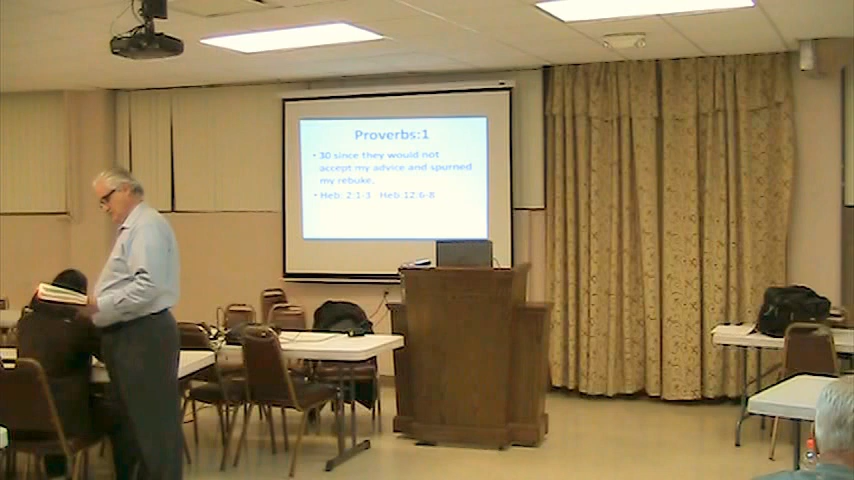 Proverbs:1
• 30 since they would not
accept my advice and spurned
my rebuke.
• Heb: 2:1-3 Heb:12:6-8